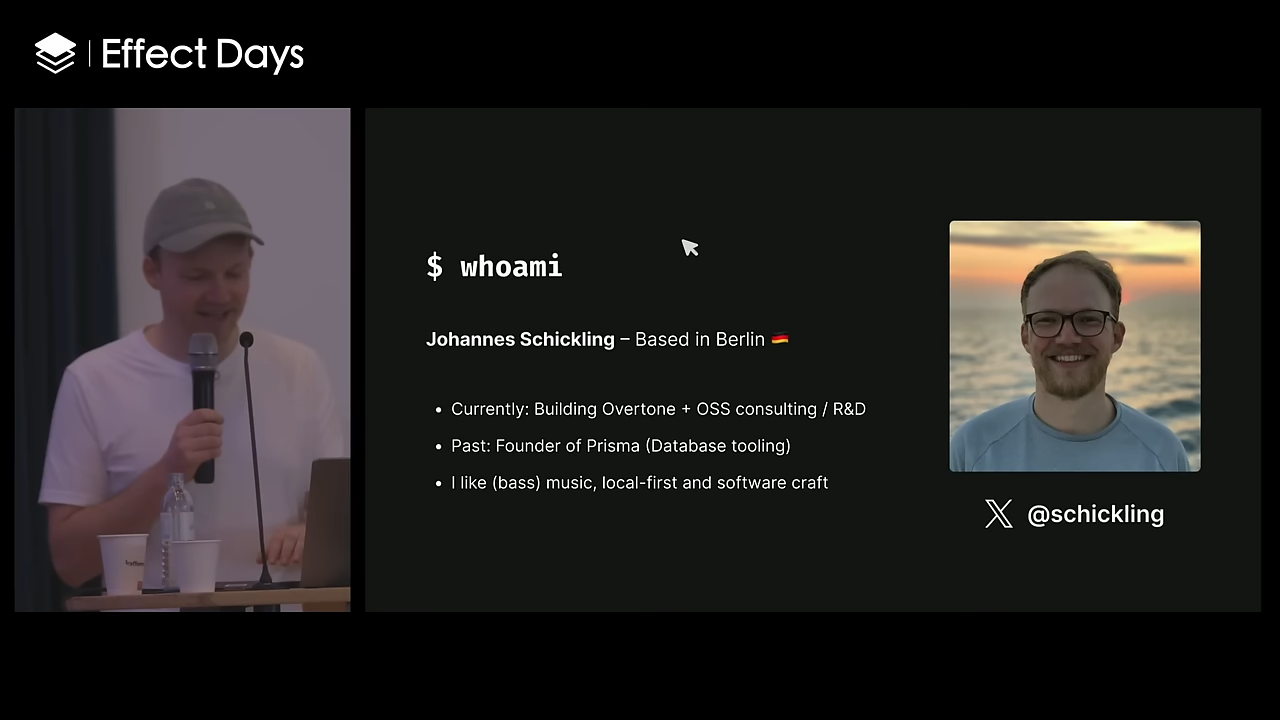 Effect Days
$ whoami
Johannes Schickling – Based in Berlin 🇩🇪
• Currently: Building Overtone + OSS consulting / R&D
• Past: Founder of Prisma (Database tooling)
• I like (bass) music, local-first and software craft
X @schickling